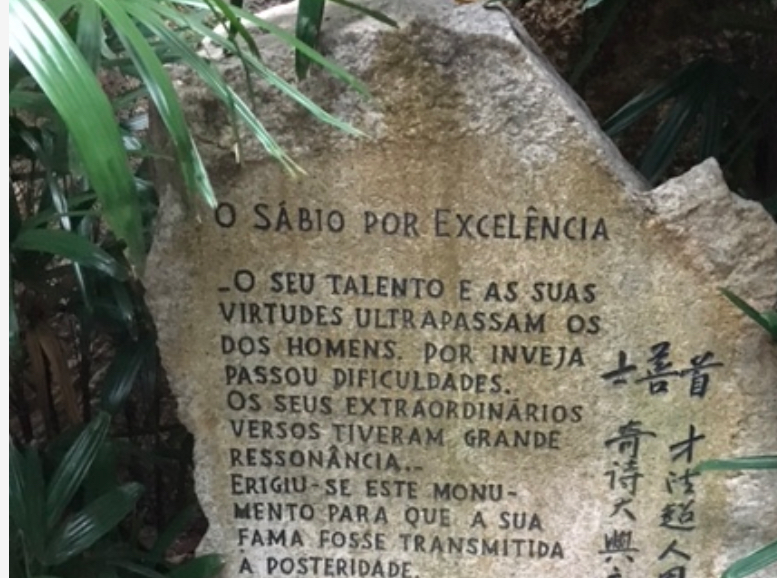 O SÁBIO POR EXCELÊNCIA
_O SEU TALENTO E AS SUAS
VIRTUDES ULTRAPASSAM OS
DOS HOMENS. POR INVEJA
PASSOU DIFICULDADES.
OS SEUS EXTRAORDINÁRIOS
VERSOS TIVERAM GRANDE
RESSONÂNCIA._
ERIGIU-SE ESTE MONU-
MENTO PARA QUE A SUA
FAMA FOSSE TRANSMITIDA
A POSTERIDADE.
首善士
才德超人因
奇诗大興